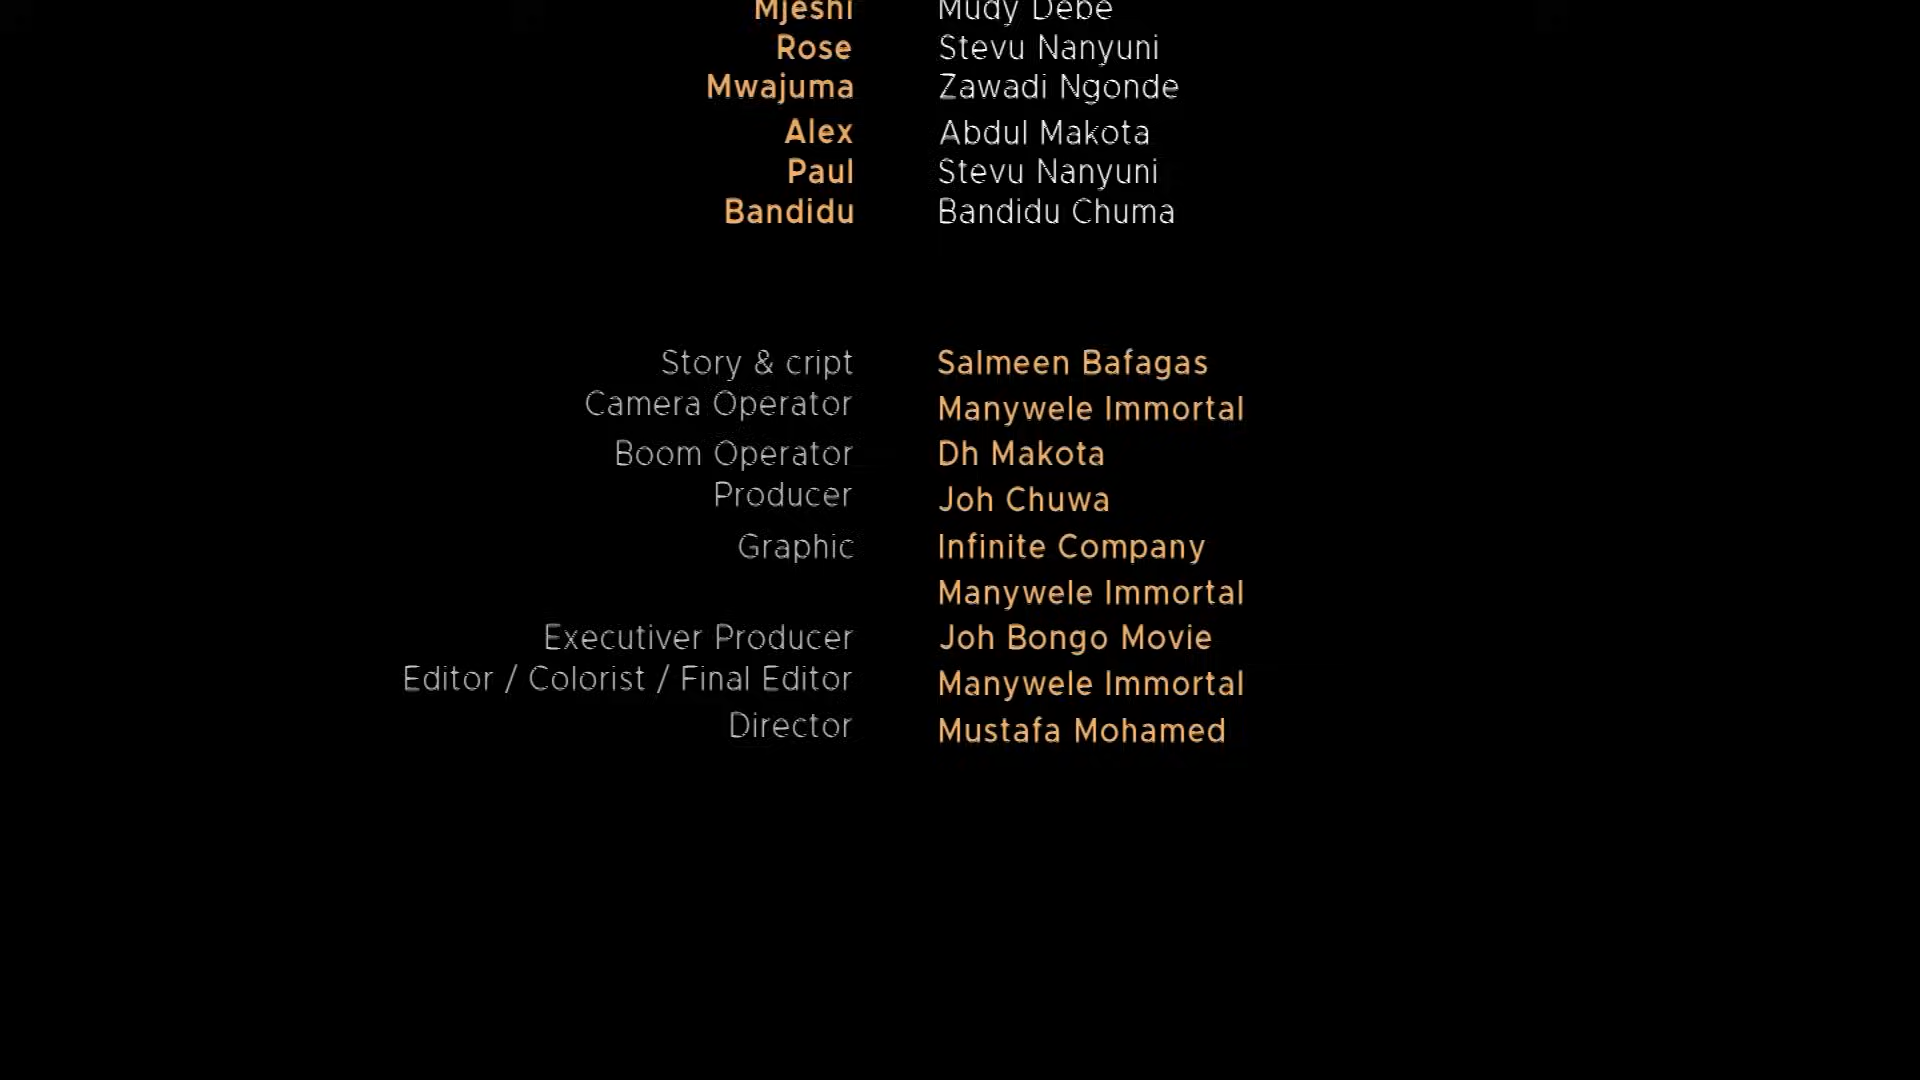 Mjeshi Mudy Debe
Rose Stevu Nanyuni
Mwajuma Zawadi Ngonde
Alex Abdul Makota
Paul Stevu Nanyuni
Bandidu Bandidu Chuma
Story & cript Salmeen Bafagas
Camera Operator Manywele Immortal
Boom Operator Dh Makota
Producer Joh Chuwa
Graphic Infinite Company
Manywele Immortal
Executiver Producer Joh Bongo Movie
Editor / Colorist / Final Editor Manywele Immortal
Director Mustafa Mohamed